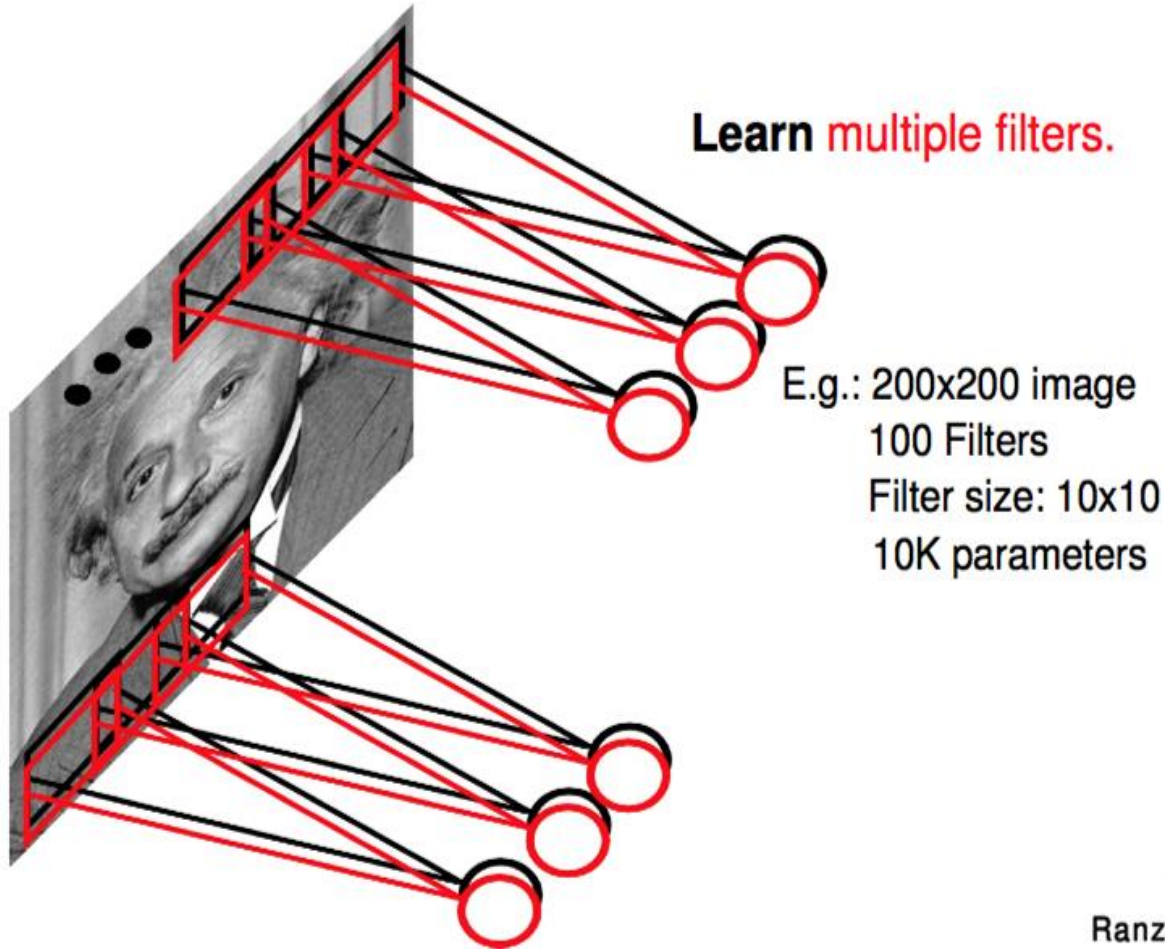 Learn multiple filters.
E.g.: 200x200 image
100 Filters
Filter size: 10x10
10K parameters
Ranz